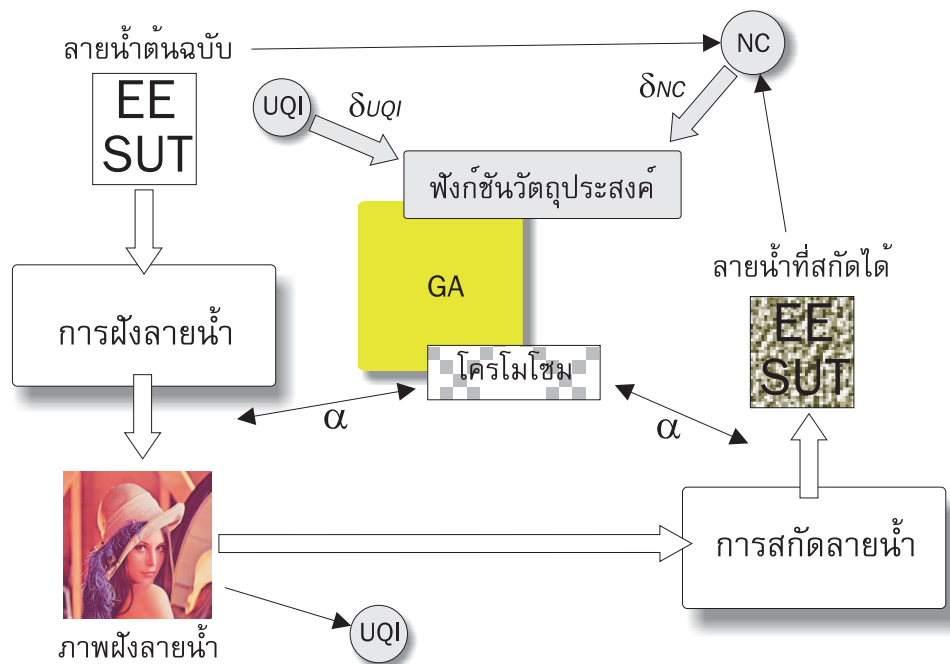 ลายน้ำต้นฉบับ
NC
EE
SUT
UQI
δUQI
δNC
ฟังก์ชันวัตถุประสงค์
ลายน้ำที่สกัดได้
GA
EE
SUT
การฝังลายน้ำ
โครโมโซม
α
α
การสกัดลายน้ำ
UQI
ภาพฝังลายน้ำ